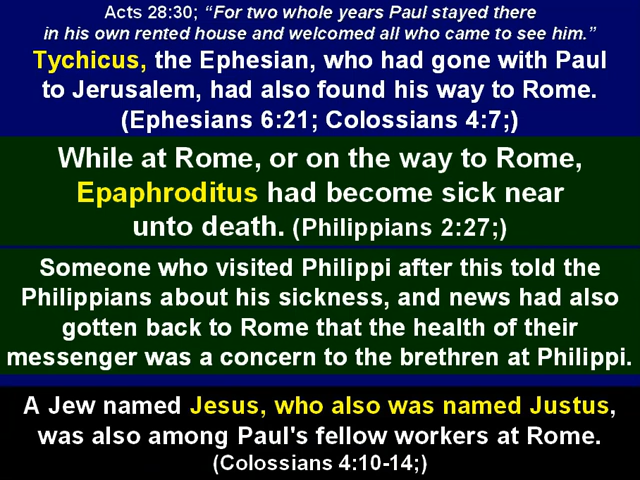 Acts 28:30; “For two whole years Paul stayed there
in his own rented house and welcomed all who came to see him.”
Tychicus, the Ephesian, who had gone with Paul
to Jerusalem, had also found his way to Rome.
(Ephesians 6:21; Colossians 4:7;)
While at Rome, or on the way to Rome,
Epaphroditus had become sick near
unto death. (Philippians 2:27;)
Someone who visited Philippi after this told the
Philippians about his sickness, and news had also
gotten back to Rome that the health of their
messenger was a concern to the brethren at Philippi.
A Jew named Jesus, who also was named Justus,
was also among Paul's fellow workers at Rome.
(Colossians 4:10-14;)